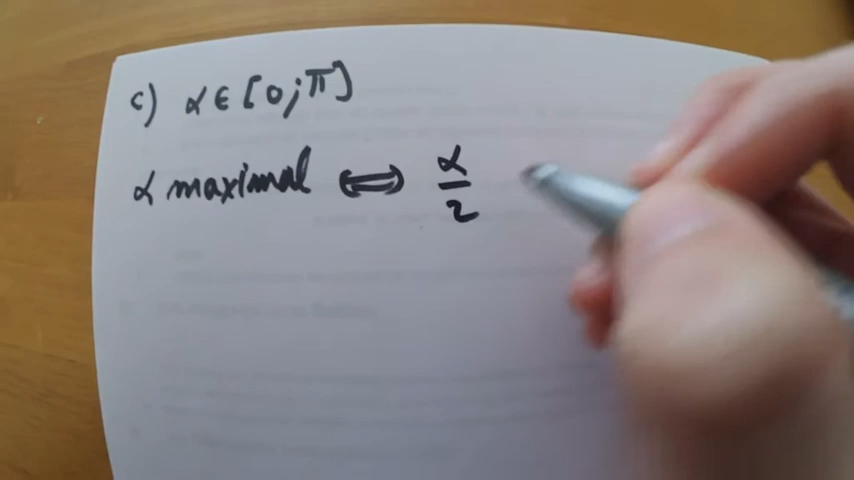 c) α ∈ [0; π]
α maximal ⟺ α/2